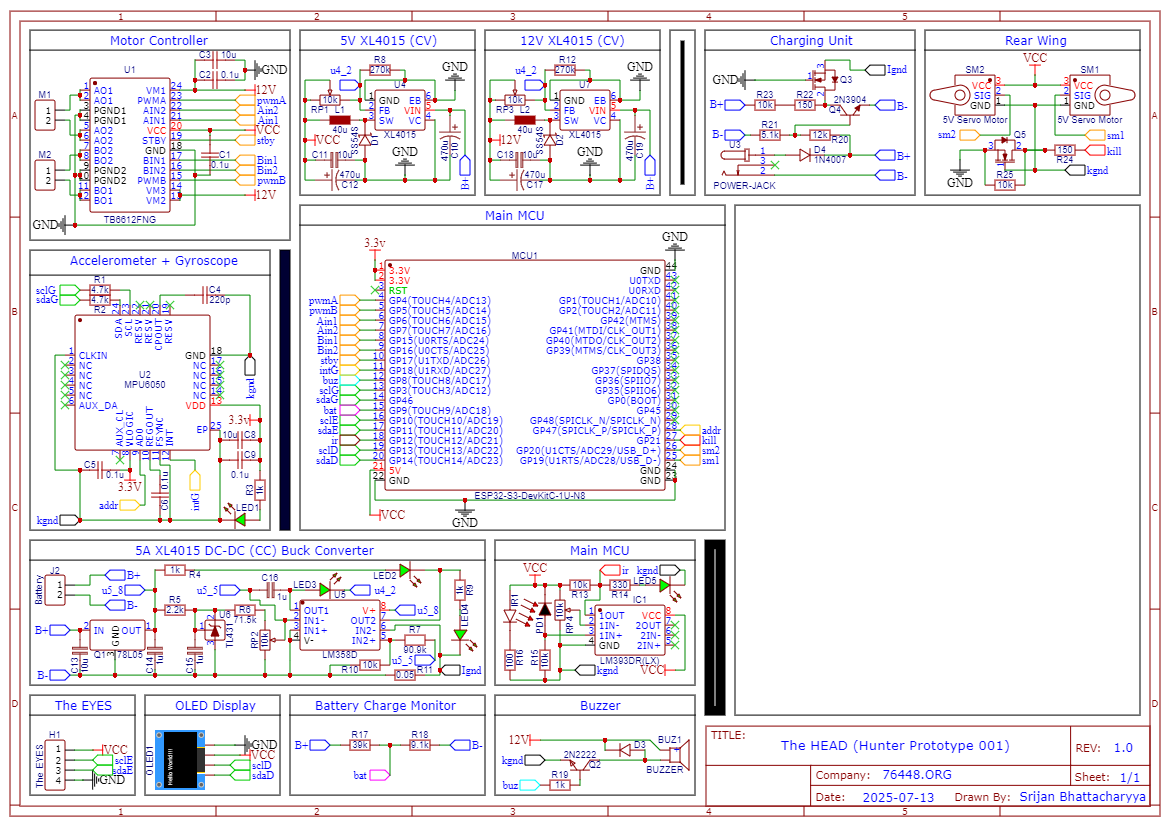 Motor Controller
U1
M1
M2
AO1
AO1
PGND1
PGND1
AO2
AO2
BO2
BO2
PGND2
PGND2
BO1
BO1
VM1
PWMA
AIN2
AIN1
VCC
STBY
GND
BIN1
BIN2
PWMB
VM3
VM2
TB6612FNG
C3 10u
C2 0.1u
GND
12V
pwmA
Ain2
Ain1
VCC
stby
C1
0.1u
Bin1
Bin2
pwmB
12V
GND
5V XL4015 (CV)
R8
270k
u4_2
GND
10k
RP1 L1
40u
VCC
U4
GND EB
FB VIN
SW VC
XL4015
SS54S
D1
GND
C11 10u
470u
C12
470u
C10
B+
12V XL4015 (CV)
R12
270k
u4_2
GND
10k
RP3 L2
40u
12V
U7
GND EB
FB VIN
SW VC
XL4015
SS54S
D2
GND
C18 10u
470u
C17
470u
C19
B+
Charging Unit
GND
Q3
lgnd
B+
R23
10k
R22
150
2N3904
Q4
B-
B-
R21
5.1k
12k
R20
U3
D4
1N4007
B+
B-
POWER-JACK
Rear Wing
VCC
SM2
VCC
SIG
GND
5V Servo Motor
SM1
VCC
SIG
GND
5V Servo Motor
sm2
Q5
sm1
150
R24
kill
kgnd
R25
10k
GND
Accelerometer + Gyroscope
sclG
sdaG
R1
4.7k
4.7k
R2
C4
220p
SDA
SCL
RESV
RESV
CPOUT
RESV
CLKIN
NC
NC
NC
NC
AUX_DA
U2
MPU6050
GND
NC
NC
NC
NC
VDD
EP
AUX_CL
VLOGIC
AD0
REGOUT
FSYNC
INT
kgnd
3.3v
10u C8
C9
0.1u
R3
1k
LED1
C5
0.1u
3.3V
addr
C6
0.1u
intG
kgnd
Main MCU
3.3v
MCU1
GND
3.3V
3.3V
RST
GP4(TOUCH4/ADC13)
GP5(TOUCH5/ADC14)
GP6(TOUCH6/ADC15)
GP7(TOUCH7/ADC16)
GP15(U0RTS/ADC24)
GP16(U0CTS/ADC25)
GP17(U1TXD/ADC26)
GP18(U1RXD/ADC27)
GP8(TOUCH8/ADC17)
GP3(TOUCH3/ADC12)
GP46
GP9(TOUCH9/ADC18)
GP10(TOUCH10/ADC19)
GP11(TOUCH11/ADC20)
GP12(TOUCH12/ADC21)
GP13(TOUCH13/ADC22)
GP14(TOUCH14/ADC23)
5V
GND
pwmA
pwmB
Ain1
Ain2
Bin1
Bin2
stby
intG
buz
sclG
sdaG
bat
sclE
sdaE
ir
sclD
sdaD
GND
U0TXD
U0RXD
GP1(TOUCH1/ADC10)
GP2(TOUCH2/ADC11)
GP42(MTMS)
GP41(MTDI/CLK_OUT1)
GP40(MTDO/CLK_OUT2)
GP39(MTMS/CLK_OUT3)
GP38
GP37(SPIDQS)
GP36(SPIIO7)
GP35(SPIIO6)
GP0(BOOT)
GP45
GP48(SPICLK_N/SPICLK_N)
GP47(SPICLK_P/SPICLK_P)
GP21
GP20(U1CTS/ADC29/USB_D+)
GP19(U1RTS/ADC28/USB_D-)
GND
GND
addr
kill
sm2
sm1
ESP32-S3-DevKitC-1U-N8
VCC
GND
5A XL4015 DC-DC (CC) Buck Converter
J2
Battery
1
2
B+
u5_8
B-
1k
R4
R5
2.2k
u5_5
C16
1u
LED3
u4_2
LED2
R9
1k
LED4
B+
IN OUT
GND
Q1 78L05
C13
10u
C14
1u
C15
1u
U6
TL431
R6
71.5k
RP2
10k
U5
OUT1
IN1-
IN1+
V-
V+
OUT2
IN2-
IN2+
LM358D
u5_8
R7
90.9k
u5_5
R10
10k
R11
0.05
lgnd
B-
Main MCU
VCC
ir
kgnd
IR1
PD1
10k
R13
330
R14
LED5
10k
RP4
IC1
1OUT
1IN-
1IN+
GND
VCC
2OUT
2IN-
2IN+
LM393DR(LX)
100
R16
R15
10k
kgnd
VCC
The EYES
H1
THE EYES
1
2
3
4
VCC
sclE
sdaE
GND
OLED Display
OLED1
Hello World!!!
GND
VCC
sclD
sdaD
Battery Charge Monitor
B+
R17
39k
R18
9.1k
B-
bat
Buzzer
12V
kgnd
2N2222
Q2
D3
BUZ1
BUZZER
buz
R19
1k
TITLE:
The HEAD (Hunter Prototype 001)
REV: 1.0
Company: 76448.ORG
Sheet: 1/1
Date: 2025-07-13 Drawn By: Srijan Bhattacharyya